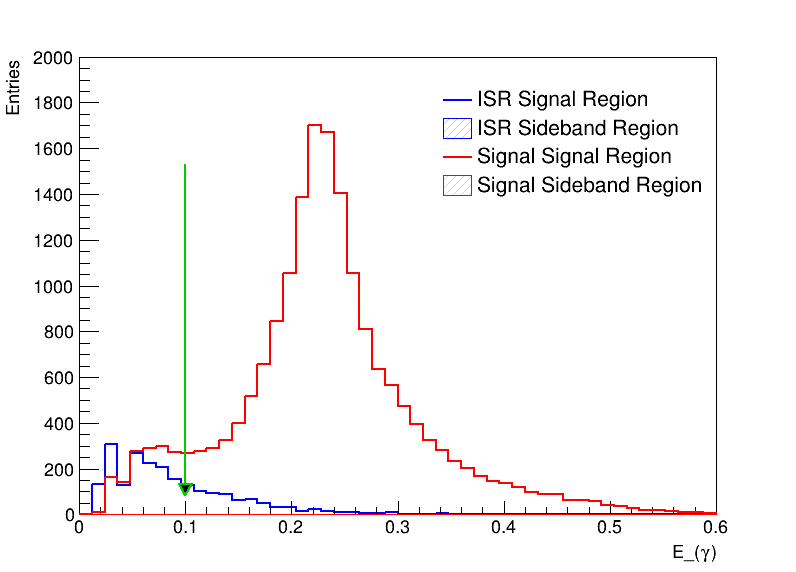 Entries
2000
1800
1600
1400
1200
1000
800
600
400
200
0
ISR Signal Region
ISR Sideband Region
Signal Signal Region
Signal Sideband Region
0 0.1 0.2 0.3 0.4 0.5 0.6
E_(γ)